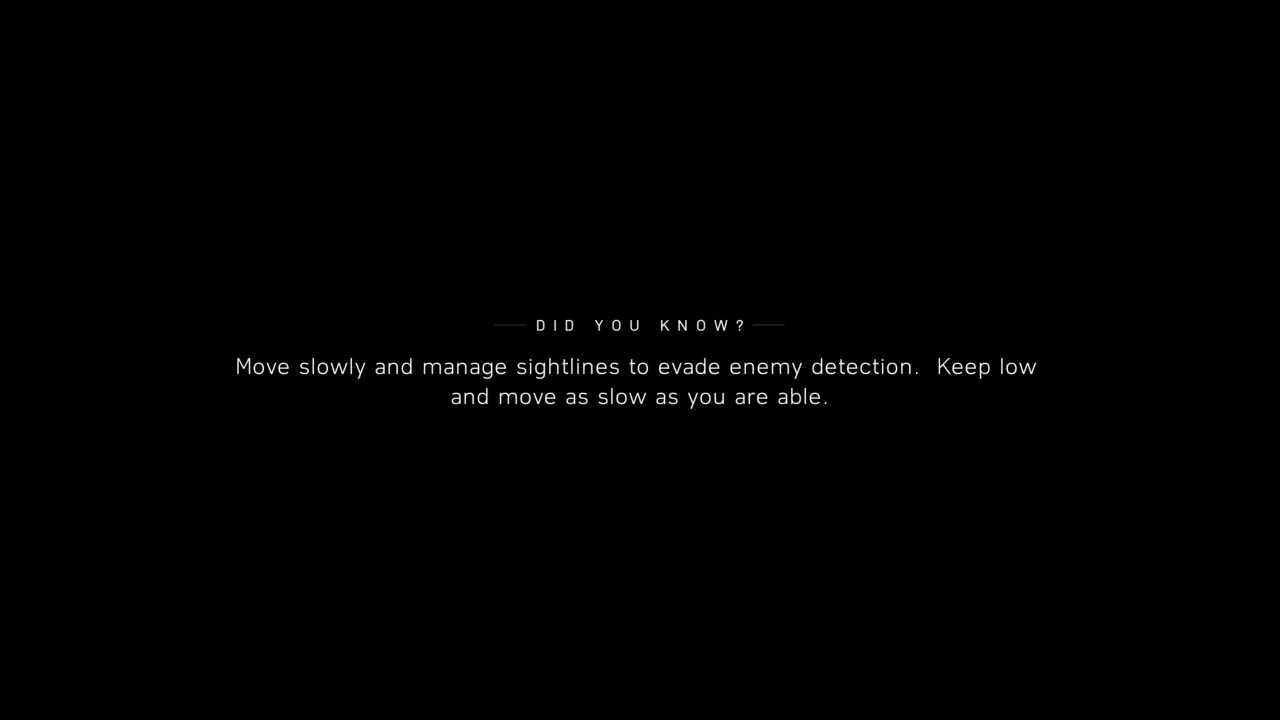 DID YOU KNOW?
Move slowly and manage sightlines to evade enemy detection.  Keep low
and move as slow as you are able.